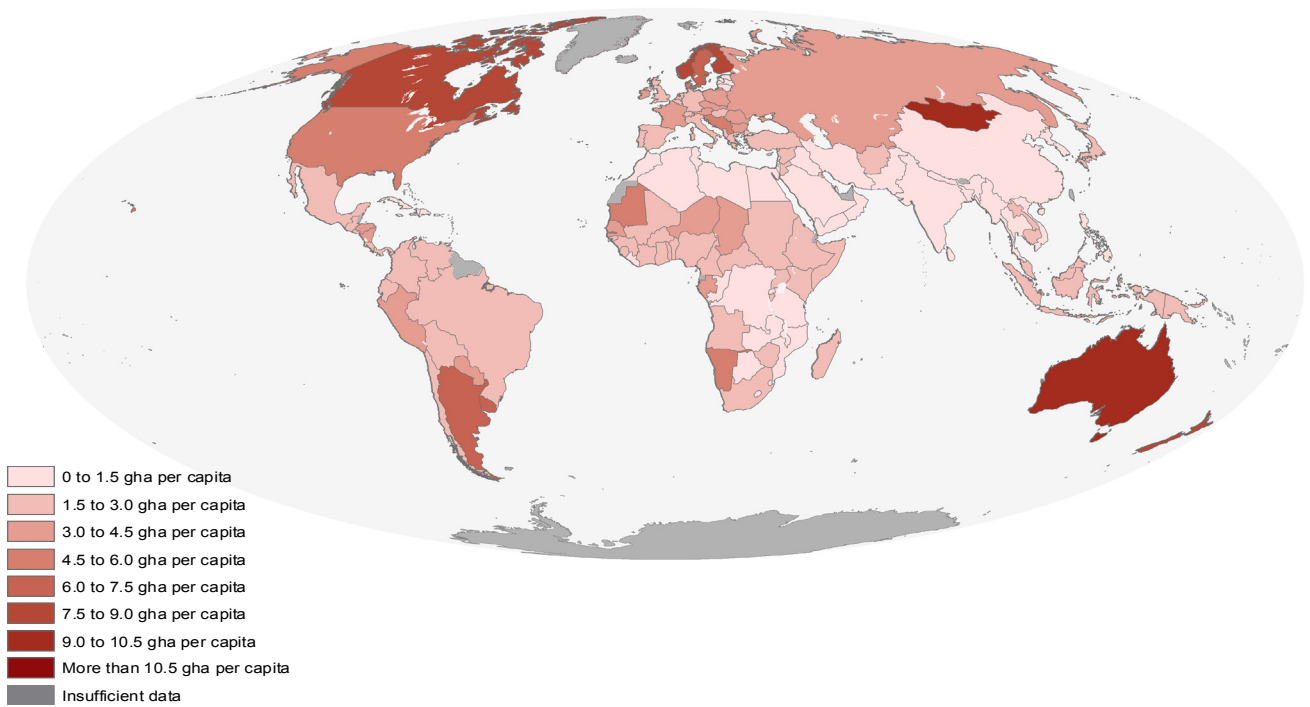 0 to 1.5 gha per capita
1.5 to 3.0 gha per capita
3.0 to 4.5 gha per capita
4.5 to 6.0 gha per capita
6.0 to 7.5 gha per capita
7.5 to 9.0 gha per capita
9.0 to 10.5 gha per capita
More than 10.5 gha per capita
Insufficient data